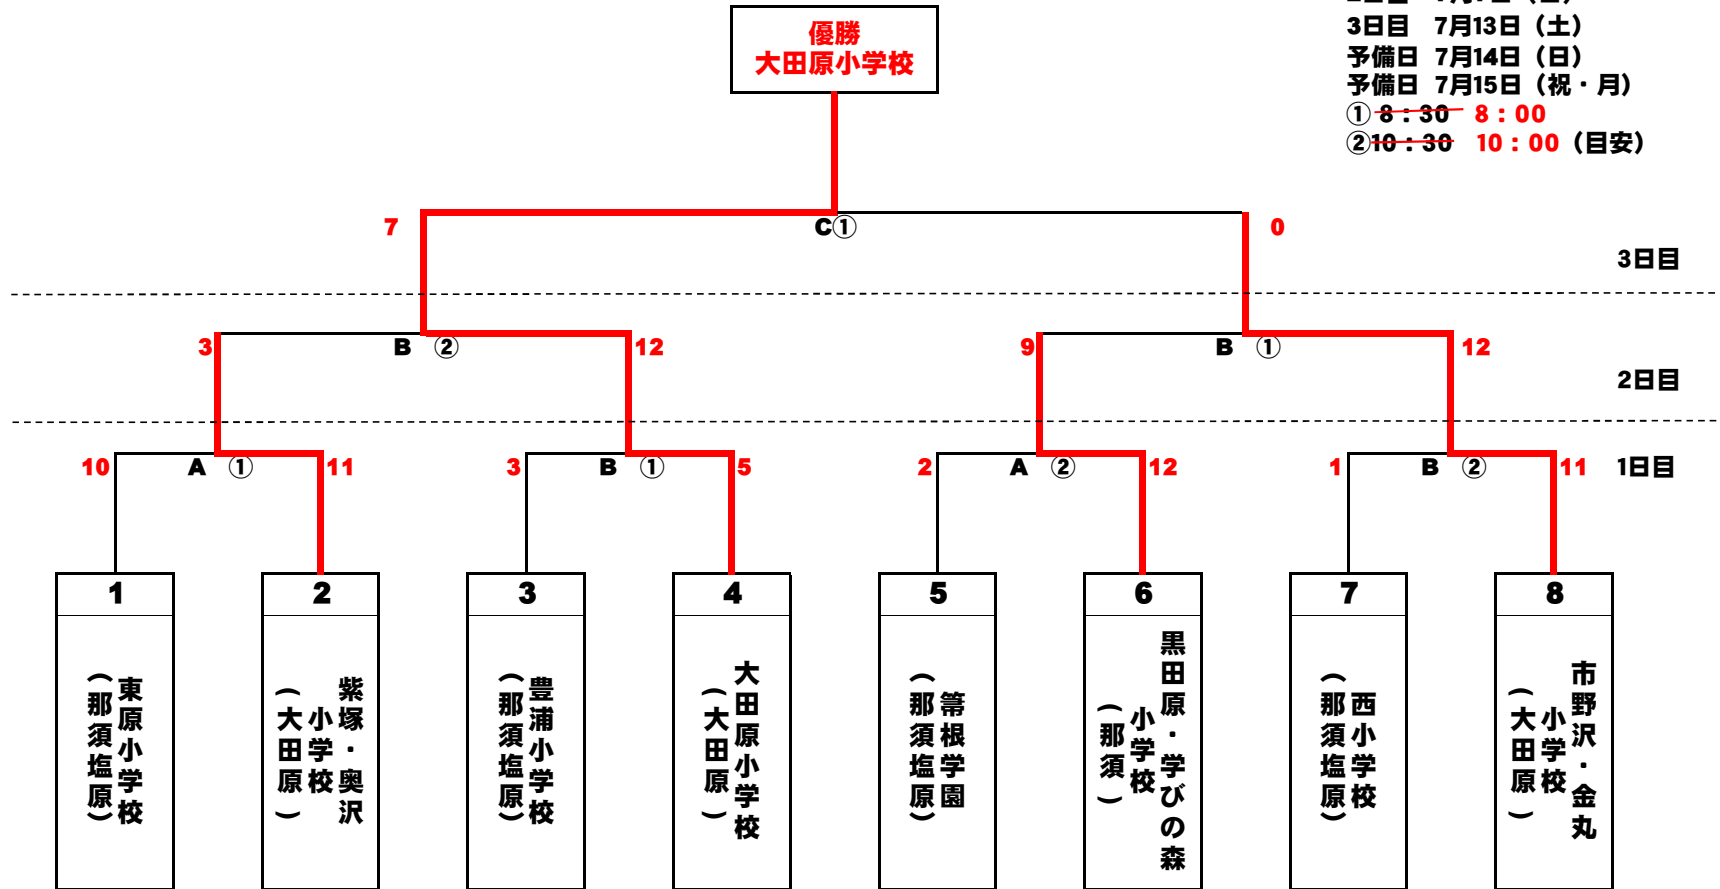 優勝
大田原小学校
3日目 7月13日（土）
予備日 7月14日（日）
予備日 7月15日（祝・月）
① 8：30 8：00
②10：30 10：00（目安）
7 C① 0
3日目
3 B ② 12 9 B ① 12
2日目
10 A ① 11 3 B ① 5 2 A ② 12 1 B ② 11 1日目
1 2 3 4 5 6 7 8
東原小学校
（那須塩原）
紫塚・奥沢
小学校
（大田原）
豊浦小学校
（那須塩原）
大田原小学校
（大田原）
箒根学園
（那須塩原）
黒田原・学びの森
小学校
（那須）
西小学校
（那須塩原）
市野沢・金丸
小学校
（大田原）